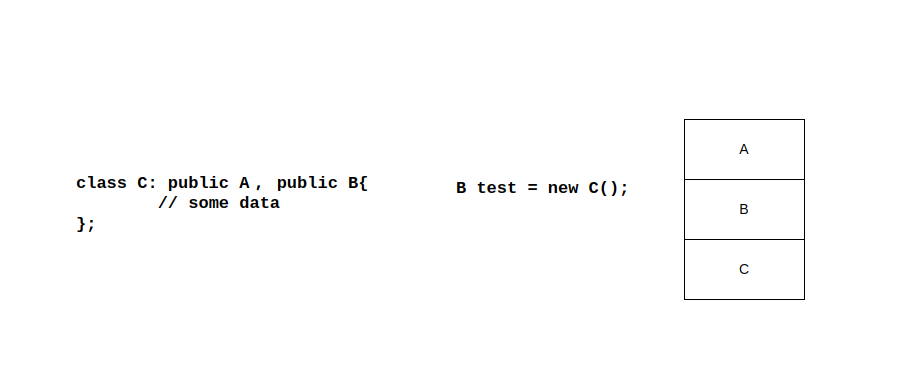 class C: public A, public B{
// some data
};
B test = new C();
A
B
C